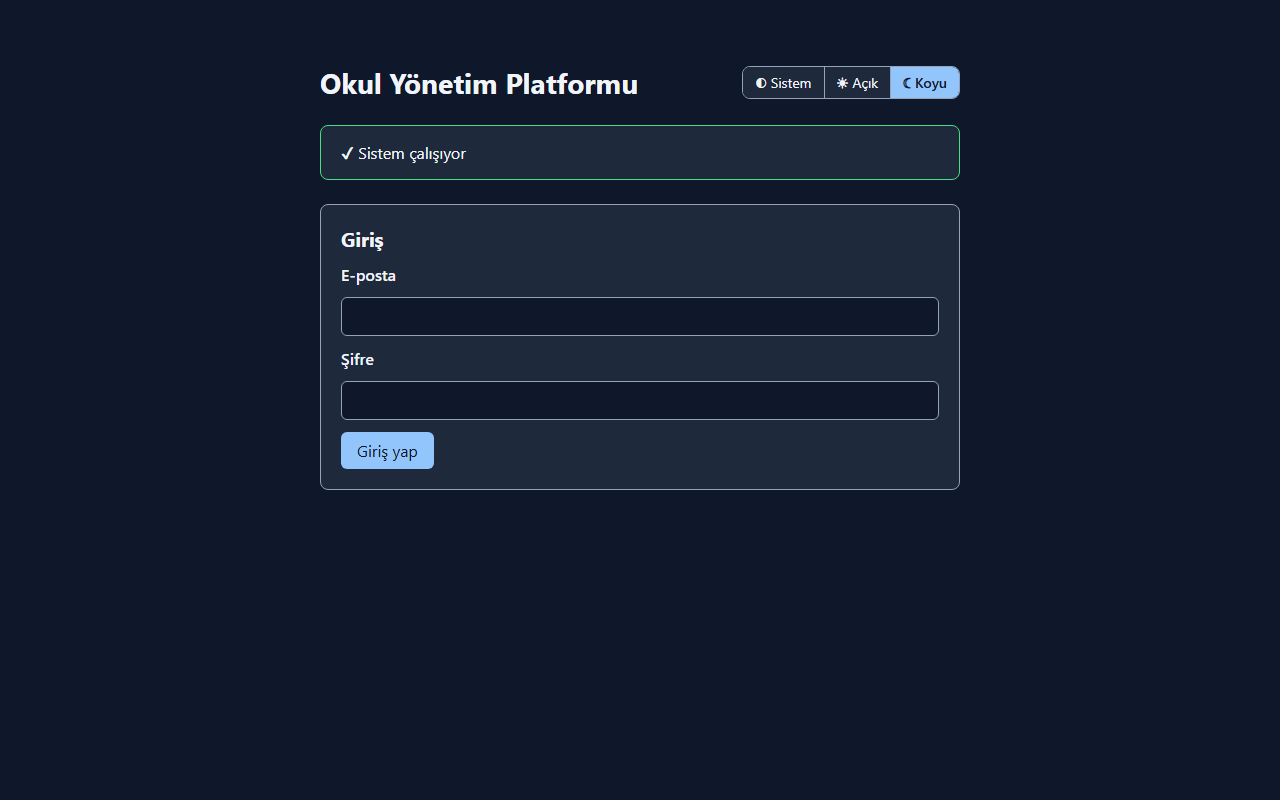 Okul Yönetim Platformu
◐ Sistem ☀ Açık ☾ Koyu
✓ Sistem çalışıyor
Giriş
E-posta
Şifre
Giriş yap